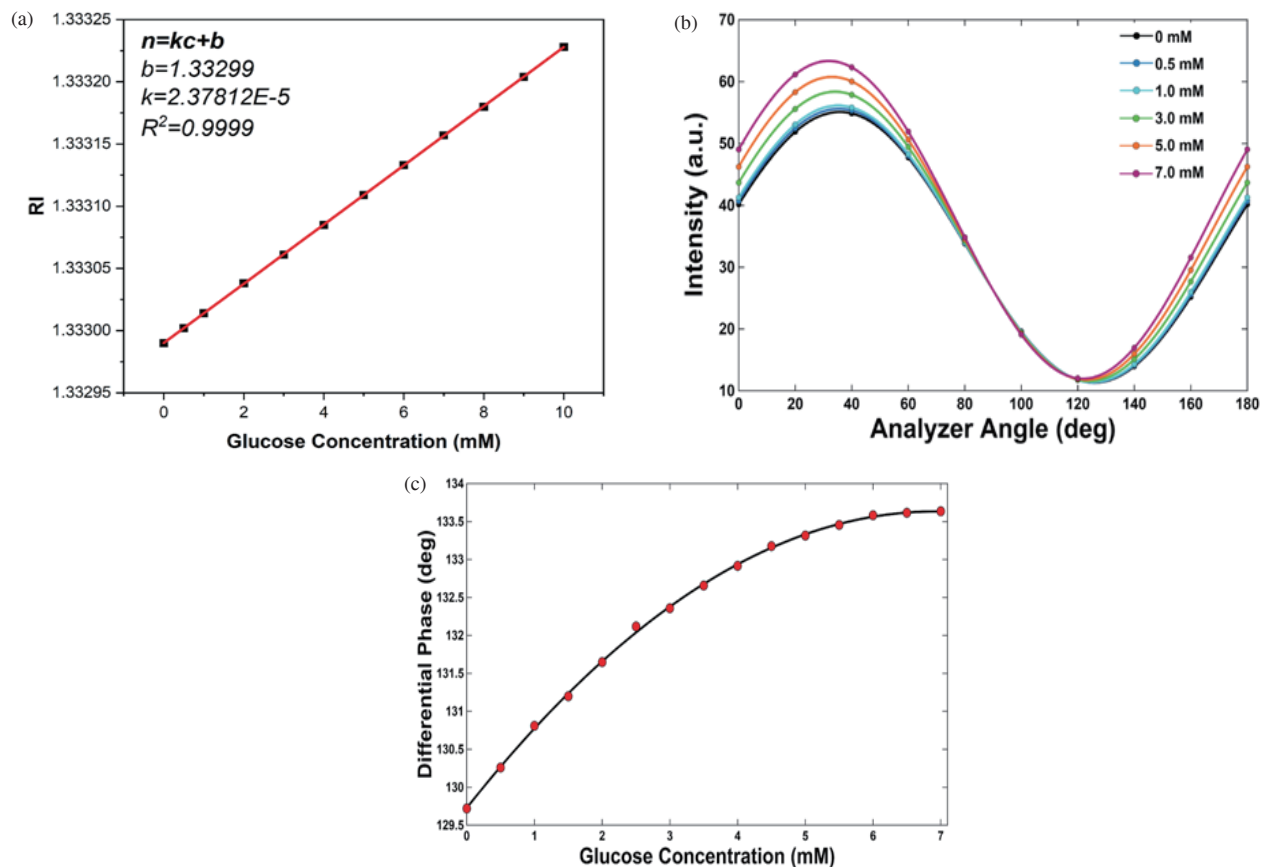 (a)
1.33325
1.33320
1.33315
1.33310
1.33305
1.33300
1.33295
RI
n=kc+b
b=1.33299
k=2.37812E-5
R²=0.9999
0 2 4 6 8 10
Glucose Concentration (mM)
(b)
70
60
50
40
30
20
10
Intensity (a.u.)
0 mM
0.5 mM
1.0 mM
3.0 mM
5.0 mM
7.0 mM
0 20 40 60 80 100 120 140 160 180
Analyzer Angle (deg)
(c)
134
133.5
133
132.5
132
131.5
131
130.5
130
129.5
Differential Phase (deg)
0 1 2 3 4 5 6 7
Glucose Concentration (mM)